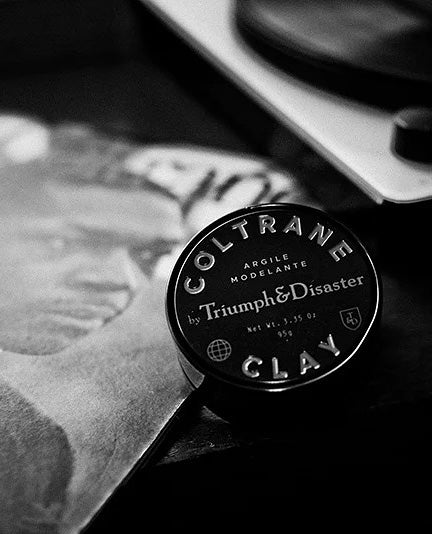 COLTRANE
ARGILE
MODELANTE
by Triumph&Disaster
Net Wt. 3.35 Oz
95g
CLAY